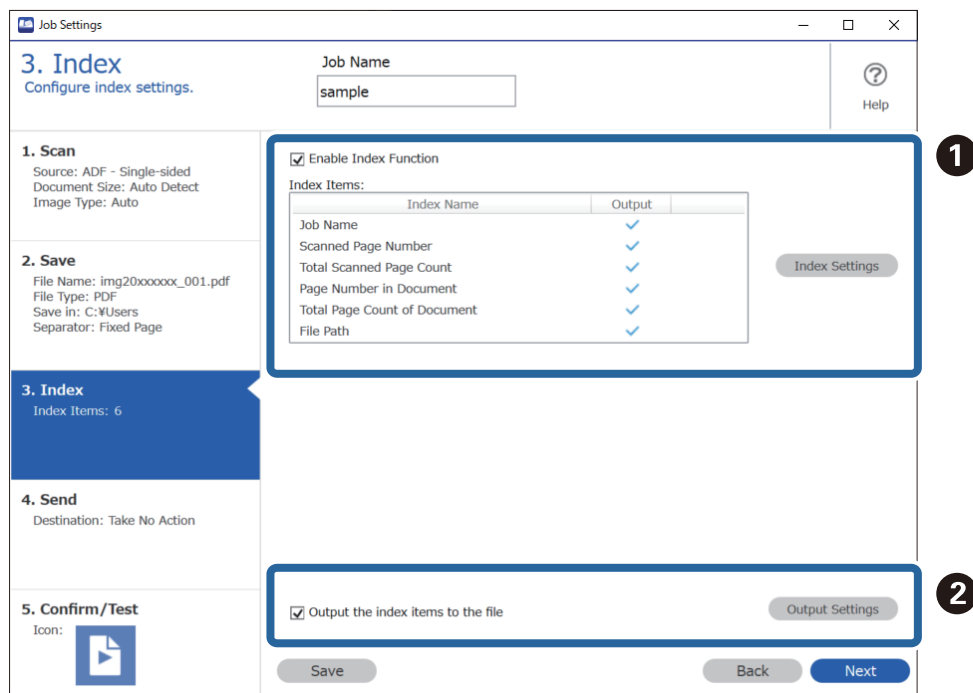 Job Settings
3. Index
Configure index settings.
Job Name
sample
Help
1. Scan
Source: ADF - Single-sided
Document Size: Auto Detect
Image Type: Auto
2. Save
File Name: img20xxxxxx_001.pdf
File Type: PDF
Save in: C:¥Users
Separator: Fixed Page
3. Index
Index Items: 6
4. Send
Destination: Take No Action
5. Confirm/Test
Icon:
Enable Index Function
Index Items:
Index Name Output
Job Name
Scanned Page Number
Total Scanned Page Count
Page Number in Document
Total Page Count of Document
File Path
Index Settings
1
Output the index items to the file
Output Settings
2
Save
Back
Next